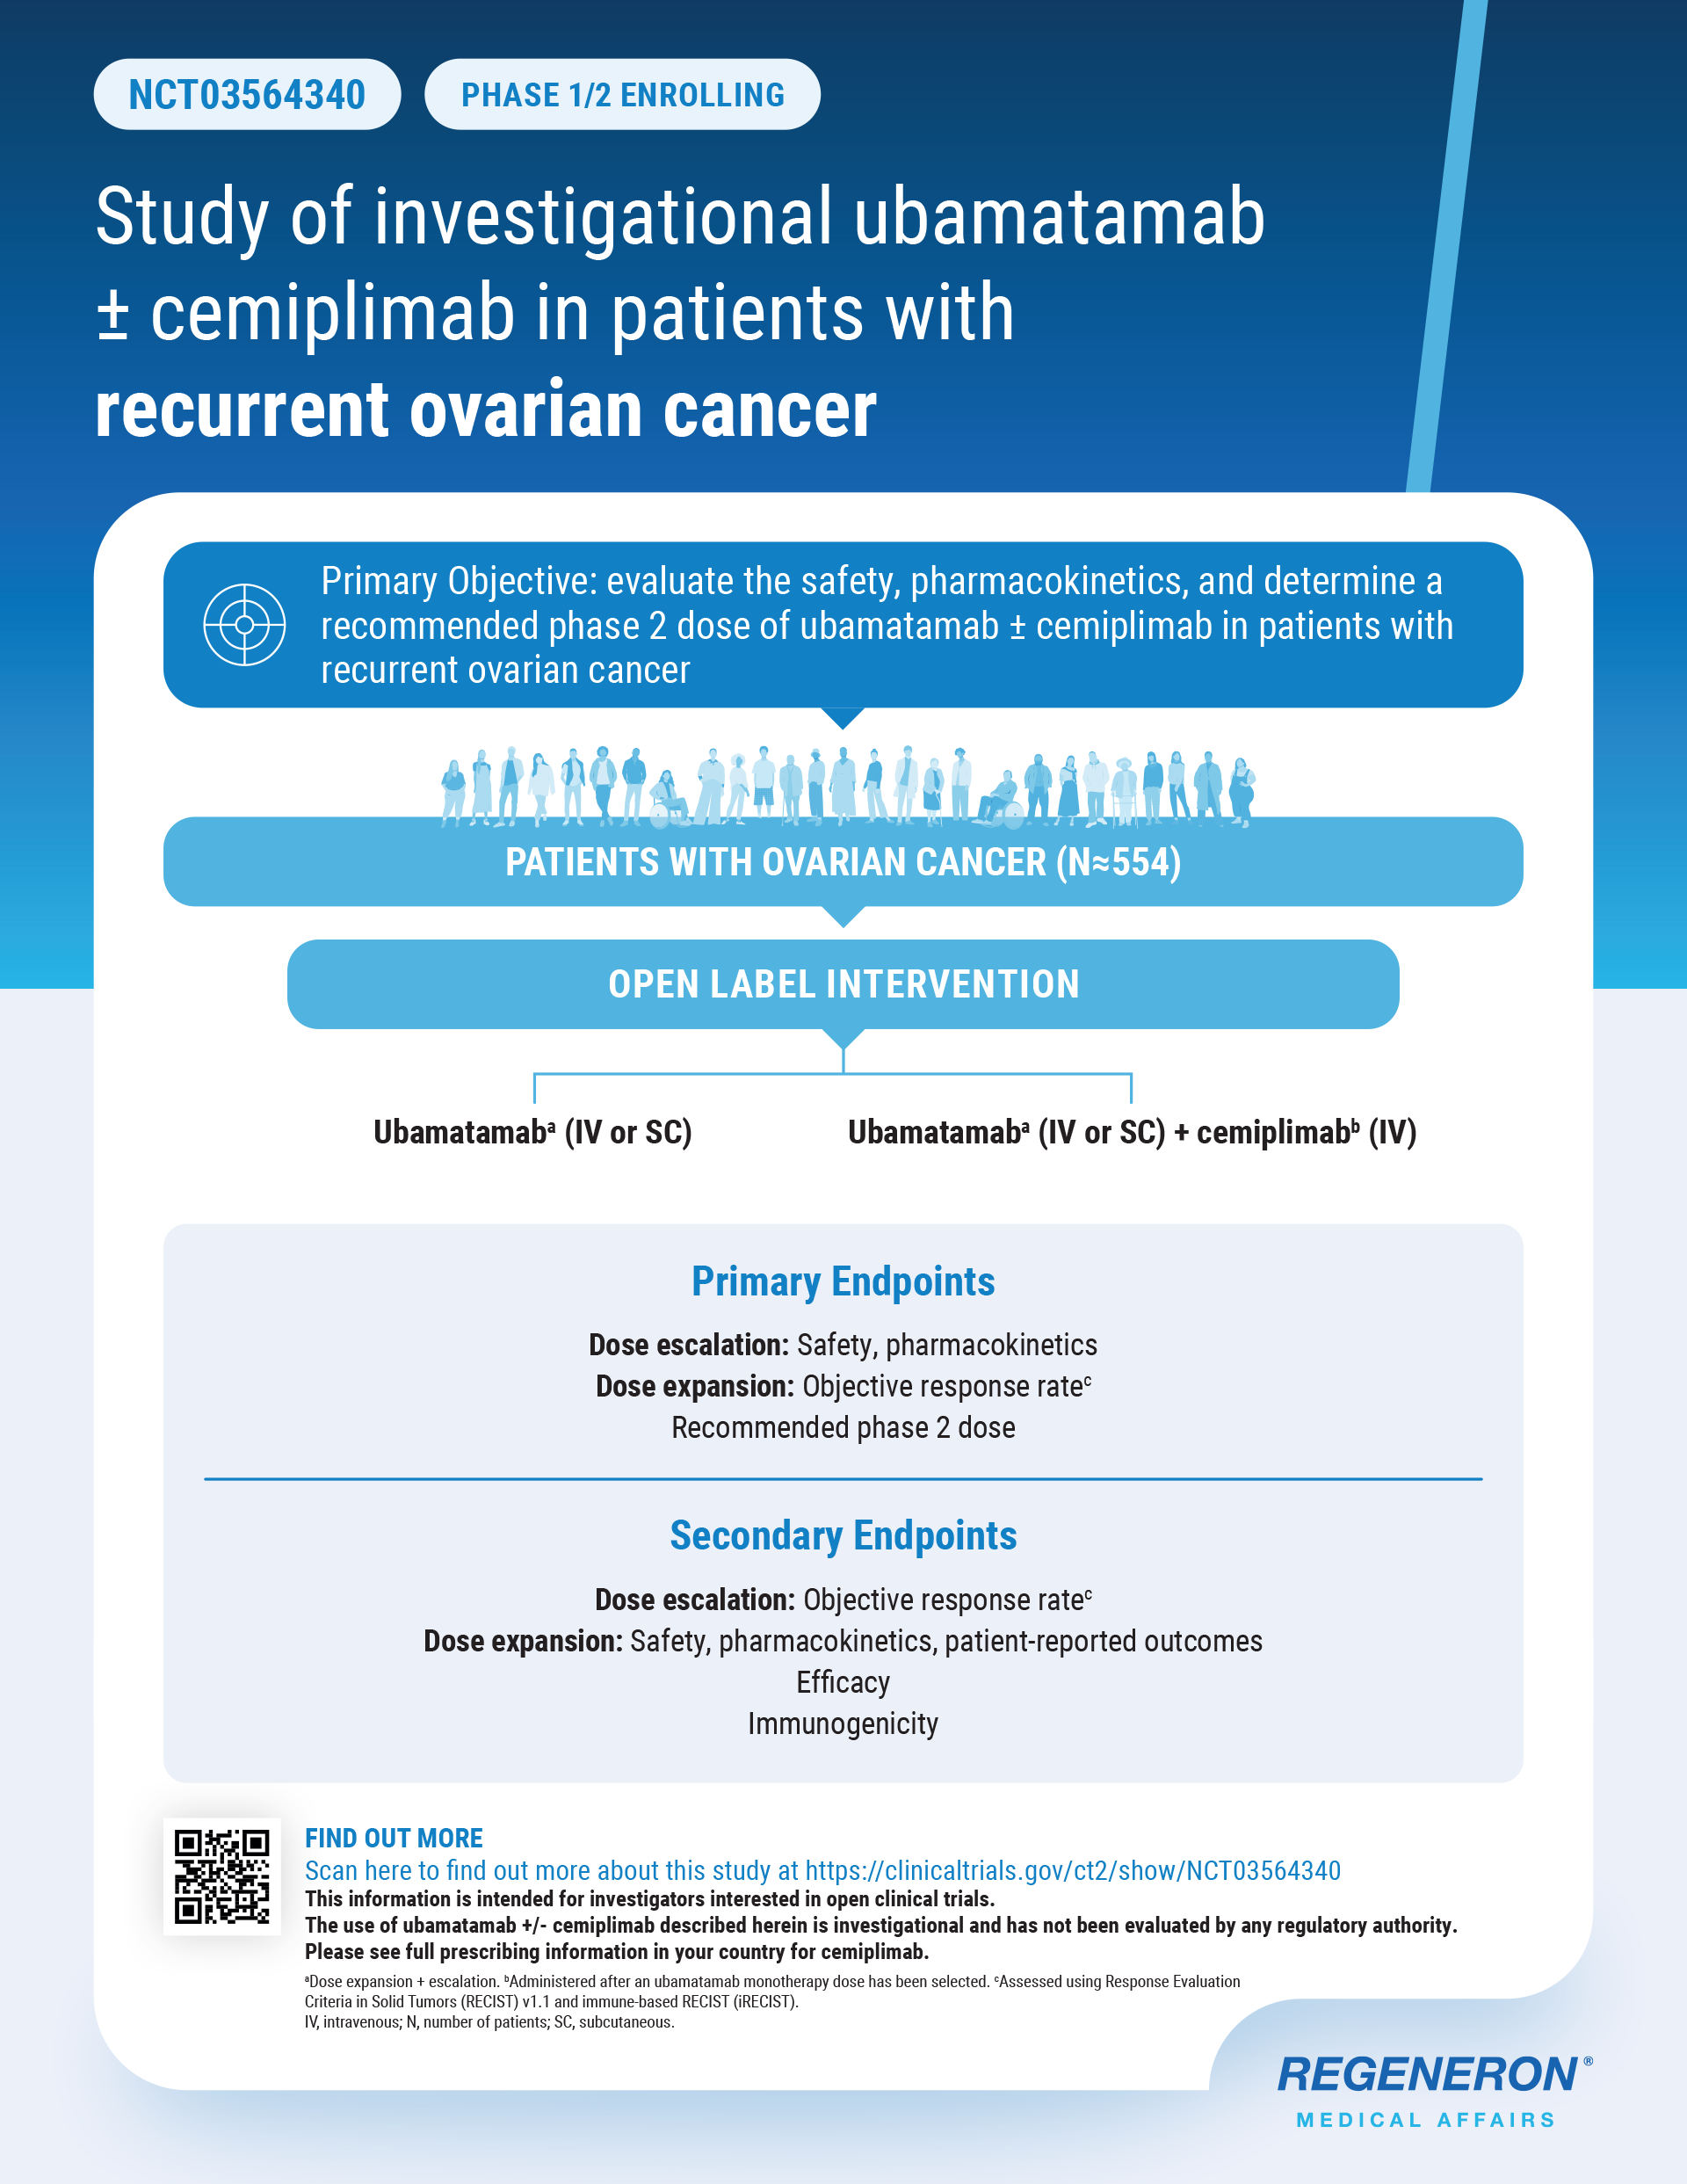 NCT03564340
PHASE 1/2 ENROLLING
Study of investigational ubamatamab
± cemiplimab in patients with
recurrent ovarian cancer
Primary Objective: evaluate the safety, pharmacokinetics, and determine a
recommended phase 2 dose of ubamatamab ± cemiplimab in patients with
recurrent ovarian cancer
PATIENTS WITH OVARIAN CANCER (N≈554)
OPEN LABEL INTERVENTION
Ubamatamabᵃ (IV or SC)
Ubamatamabᵃ (IV or SC) + cemiplimabᵇ (IV)
Primary Endpoints
Dose escalation: Safety, pharmacokinetics
Dose expansion: Objective response rateᶜ
Recommended phase 2 dose
Secondary Endpoints
Dose escalation: Objective response rateᶜ
Dose expansion: Safety, pharmacokinetics, patient-reported outcomes
Efficacy
Immunogenicity
FIND OUT MORE
Scan here to find out more about this study at https://clinicaltrials.gov/ct2/show/NCT03564340
This information is intended for investigators interested in open clinical trials.
The use of ubamatamab +/- cemiplimab described herein is investigational and has not been evaluated by any regulatory authority.
Please see full prescribing information in your country for cemiplimab.
ᵃDose expansion + escalation. ᵇAdministered after an ubamatamab monotherapy dose has been selected. ᶜAssessed using Response Evaluation
Criteria in Solid Tumors (RECIST) v1.1 and immune-based RECIST (iRECIST).
IV, intravenous; N, number of patients; SC, subcutaneous.
REGENERON®
MEDICAL AFFAIRS